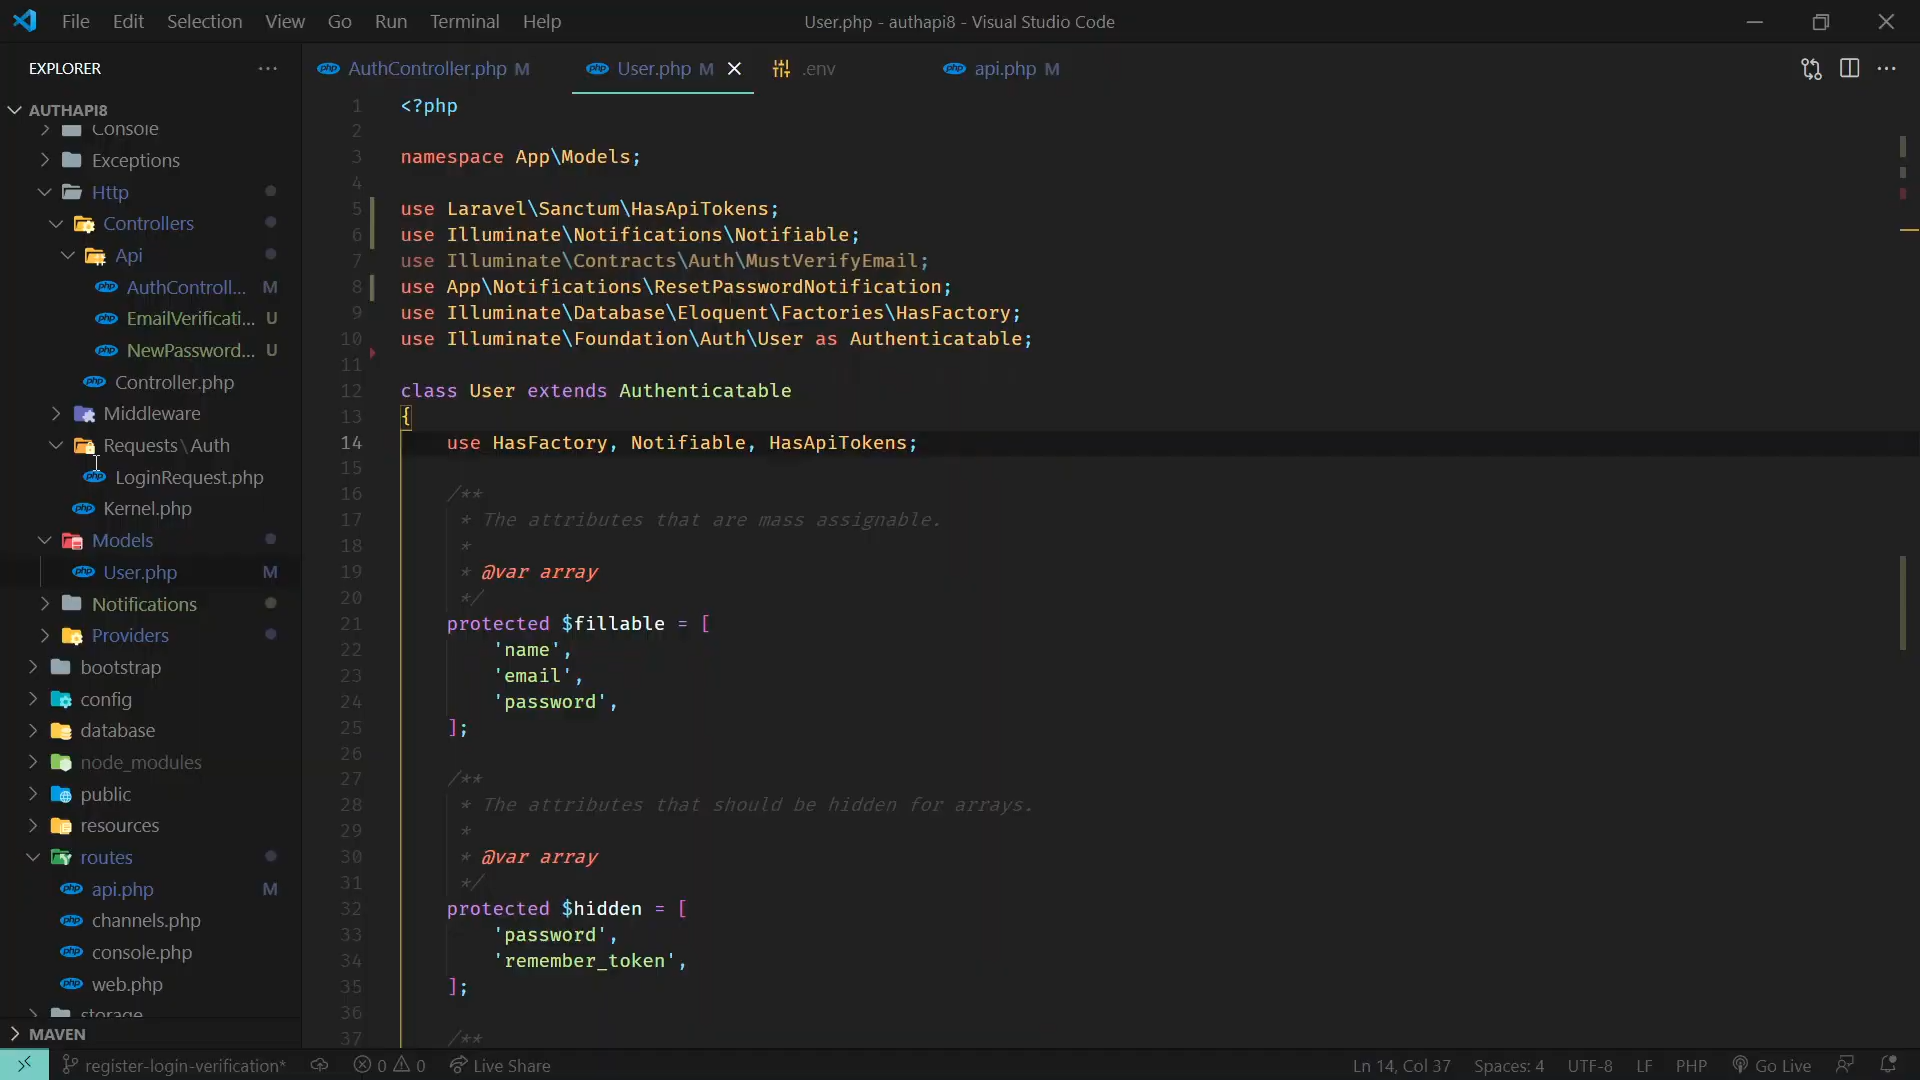 File Edit Selection View Go Run Terminal Help
User.php - authapi8 - Visual Studio Code
EXPLORER
AUTHAPI8
Console
Exceptions
Http
Controllers
Api
AuthControll... M
EmailVerificati... U
NewPassword... U
Controller.php
Middleware
Requests\Auth
LoginRequest.php
Kernel.php
Models
User.php M
Notifications
Providers
bootstrap
config
database
node_modules
public
resources
routes
api.php M
channels.php
console.php
web.php
storage
MAVEN
AuthController.php M
User.php M
.env
api.php M
1 <?php
2
3 namespace App\Models;
4
5 use Laravel\Sanctum\HasApiTokens;
6 use Illuminate\Notifications\Notifiable;
7 use Illuminate\Contracts\Auth\MustVerifyEmail;
8 use App\Notifications\ResetPasswordNotification;
9 use Illuminate\Database\Eloquent\Factories\HasFactory;
10 use Illuminate\Foundation\Auth\User as Authenticatable;
11
12 class User extends Authenticatable
13 {
14 use HasFactory, Notifiable, HasApiTokens;
15
16 /**
17 * The attributes that are mass assignable.
18 *
19 * @var array
20 */
21 protected $fillable = [
22 'name',
23 'email',
24 'password',
25 ];
26
27 /**
28 * The attributes that should be hidden for arrays.
29 *
30 * @var array
31 */
32 protected $hidden = [
33 'password',
34 'remember_token',
35 ];
36
37 /**
register-login-verification* 0 0 Live Share
Ln 14, Col 37 Spaces: 4 UTF-8 LF PHP Go Live